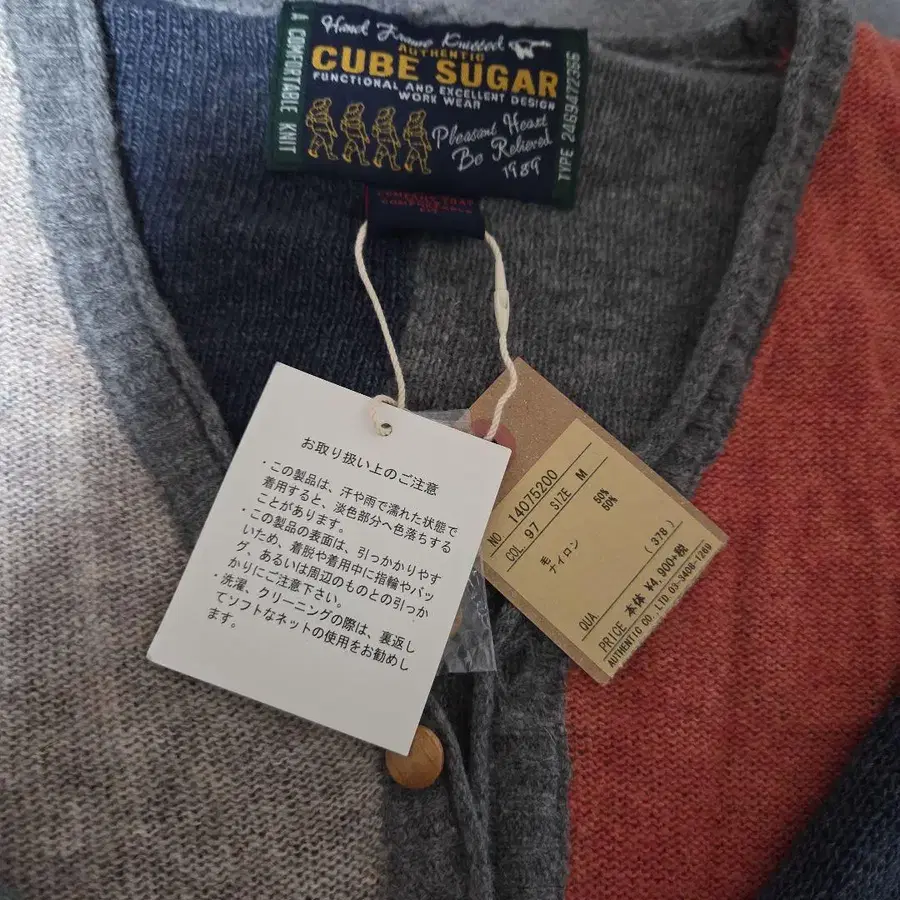 Hand Frame Knitted
AUTHENTIC
CUBE SUGAR
FUNCTIONAL AND EXCELLENT DESIGN
WORK WEAR
Pleasant Heart
Be Relieved
1989
A COMFORTABLE KNIT
TYPE 2469472366
お取り扱い上のご注意
・この製品は、汗や雨で濡れた状態で
着用すると、淡色部分へ色落ちする
ことがあります。
・この製品の表面は、引っかかりやす
いため、着脱や着用中に指輪やバッ
グ、あるいは周辺のものとの引っか
かりにご注意下さい。
・洗濯、クリーニングの際は、裏返し
てソフトなネットの使用をお勧めし
ます。
NO 14075200
COL 97 SIZE M
毛 50%
ナイロン 50%
QUA (378)
PRICE 本体 ¥4,900+税
AUTHENTIC CO. LTD. 03-3408-1269